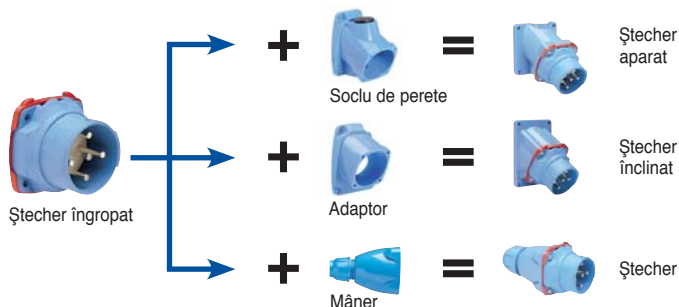 Ştecher îngropat
+
Soclu de perete
=
Ştecher
aparat
+
Adaptor
=
Ştecher
înclinat
+
Mâner
=
Ştecher